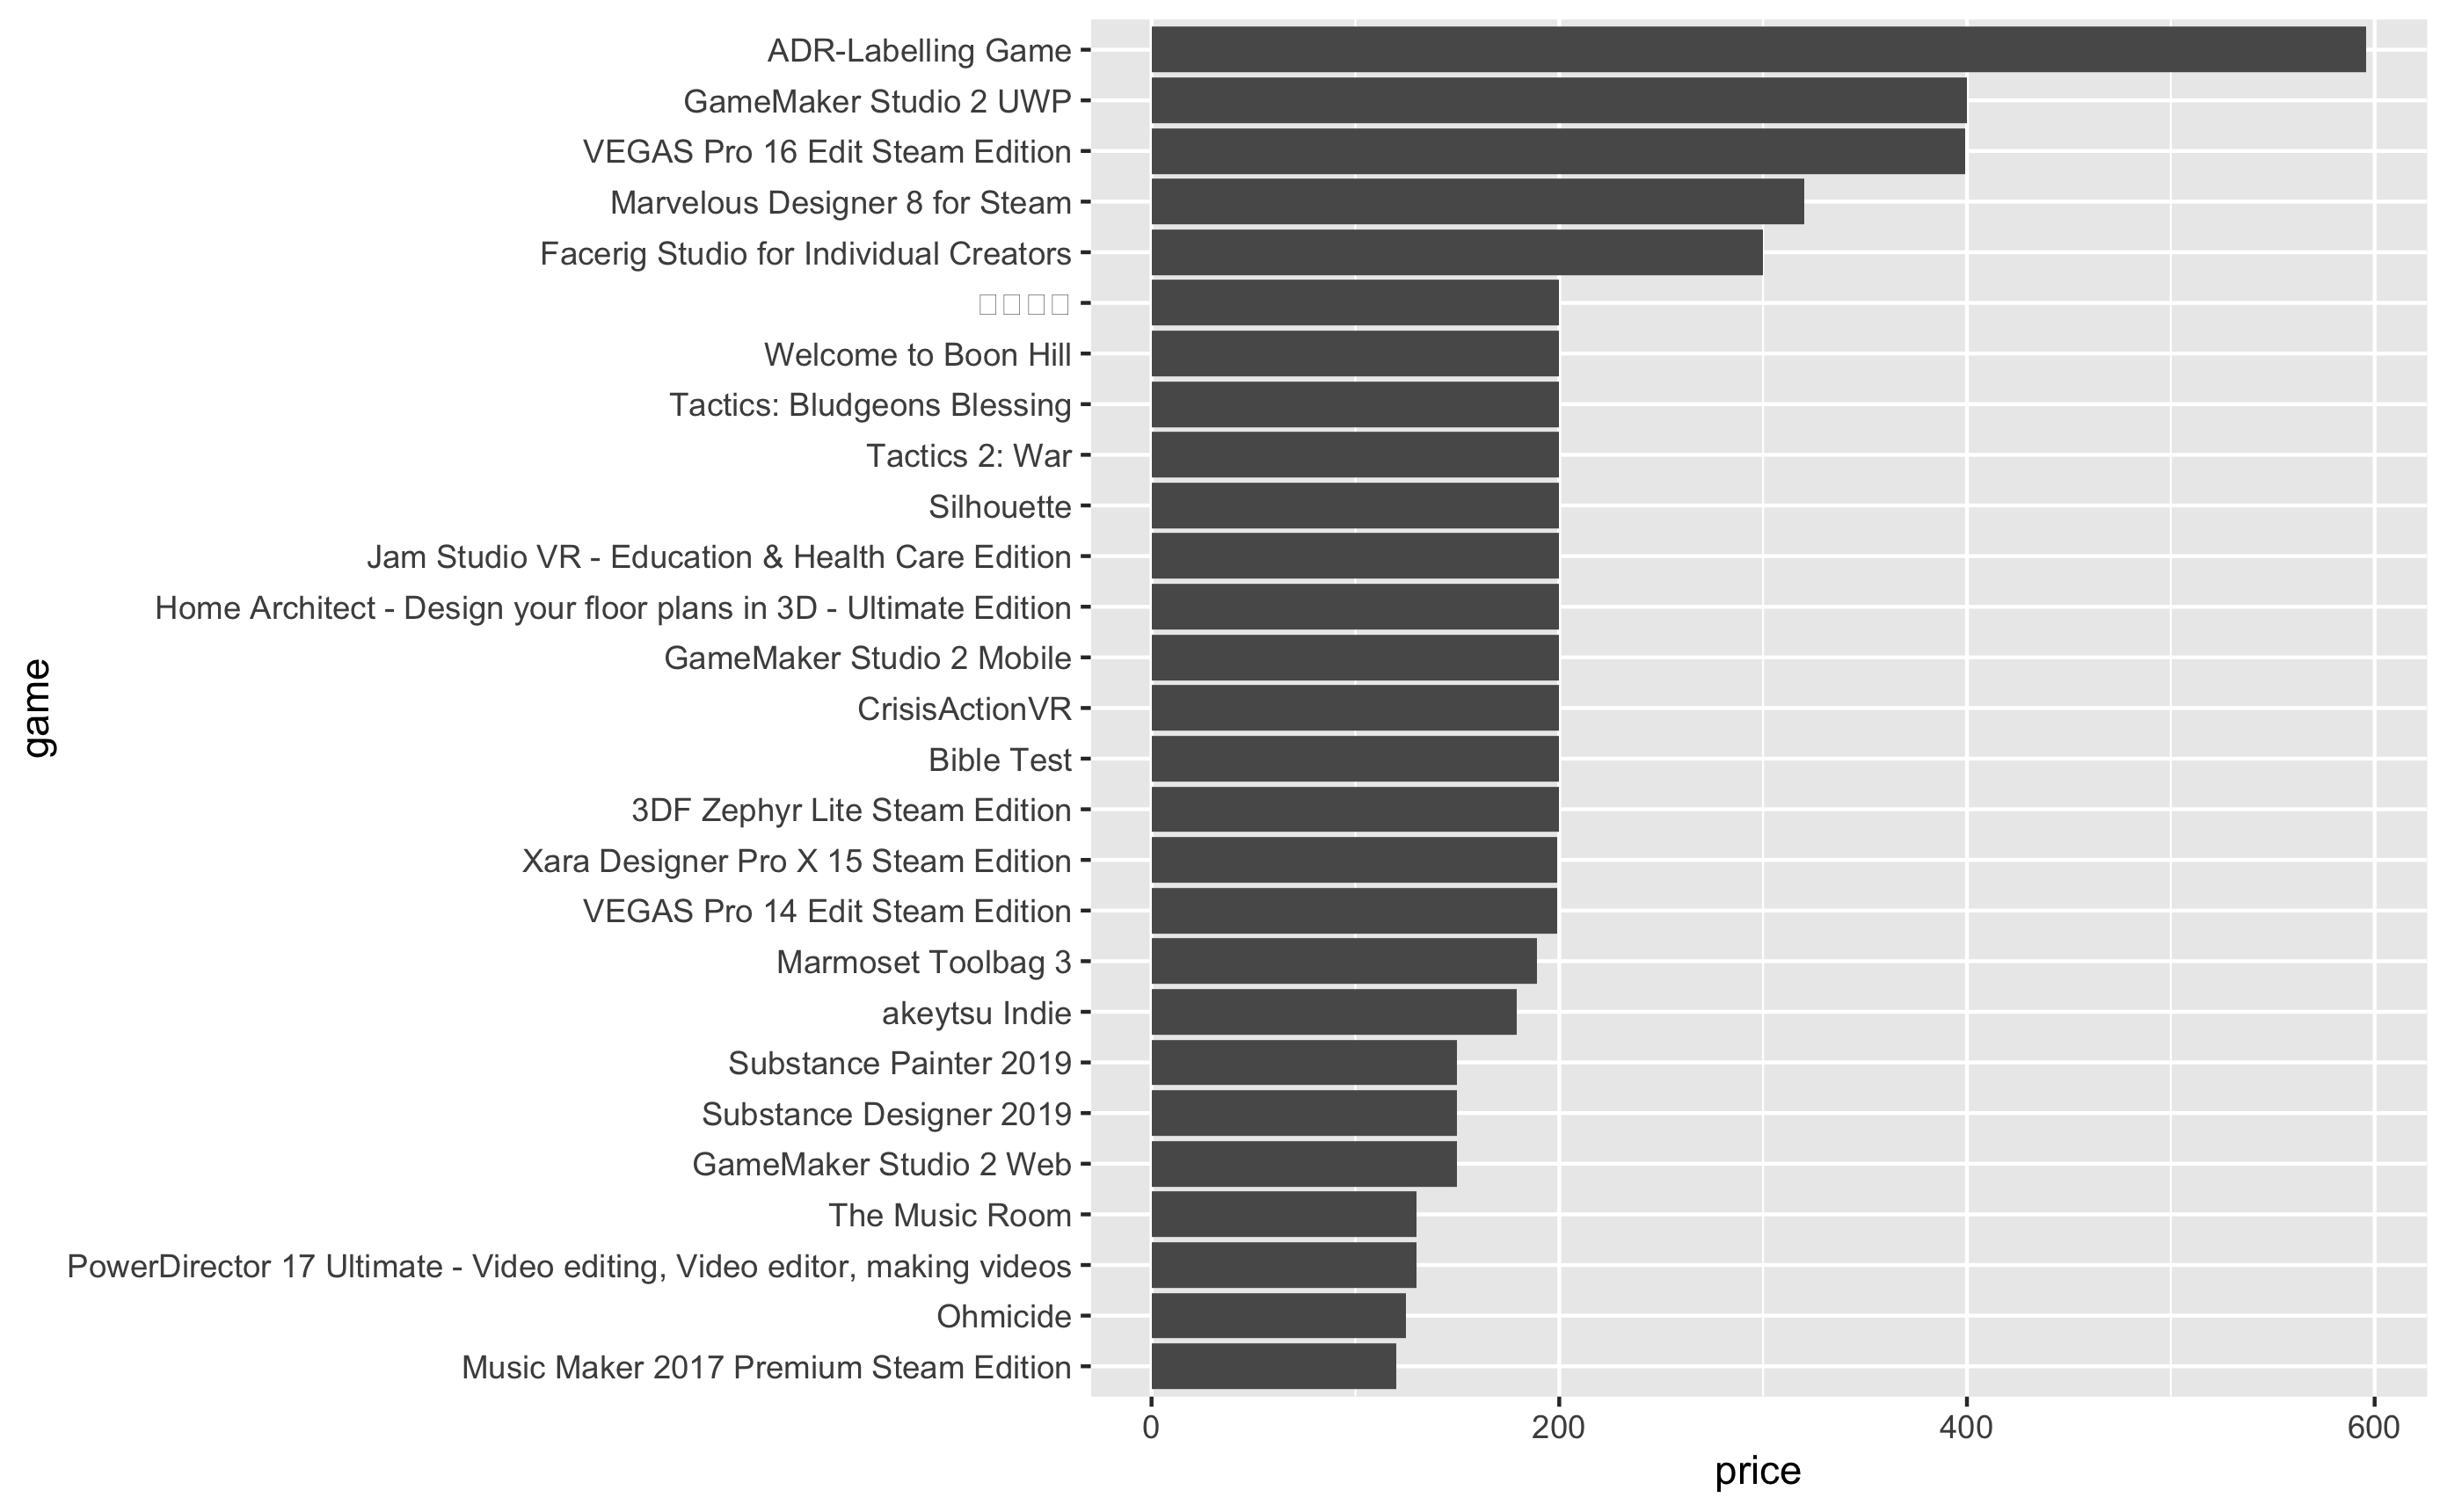 ADR-Labelling Game
GameMaker Studio 2 UWP
VEGAS Pro 16 Edit Steam Edition
Marvelous Designer 8 for Steam
Facerig Studio for Individual Creators
Welcome to Boon Hill
Tactics: Bludgeons Blessing
Tactics 2: War
Silhouette
Jam Studio VR - Education & Health Care Edition
Home Architect - Design your floor plans in 3D - Ultimate Edition
GameMaker Studio 2 Mobile
CrisisActionVR
Bible Test
3DF Zephyr Lite Steam Edition
Xara Designer Pro X 15 Steam Edition
VEGAS Pro 14 Edit Steam Edition
Marmoset Toolbag 3
akeytsu Indie
Substance Painter 2019
Substance Designer 2019
GameMaker Studio 2 Web
The Music Room
PowerDirector 17 Ultimate - Video editing, Video editor, making videos
Ohmicide
Music Maker 2017 Premium Steam Edition
game
0 200 400 600
price